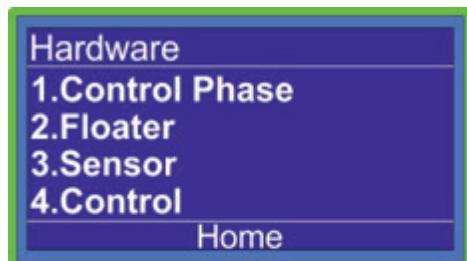 Hardware
1.Control Phase
2.Floater
3.Sensor
4.Control
Home